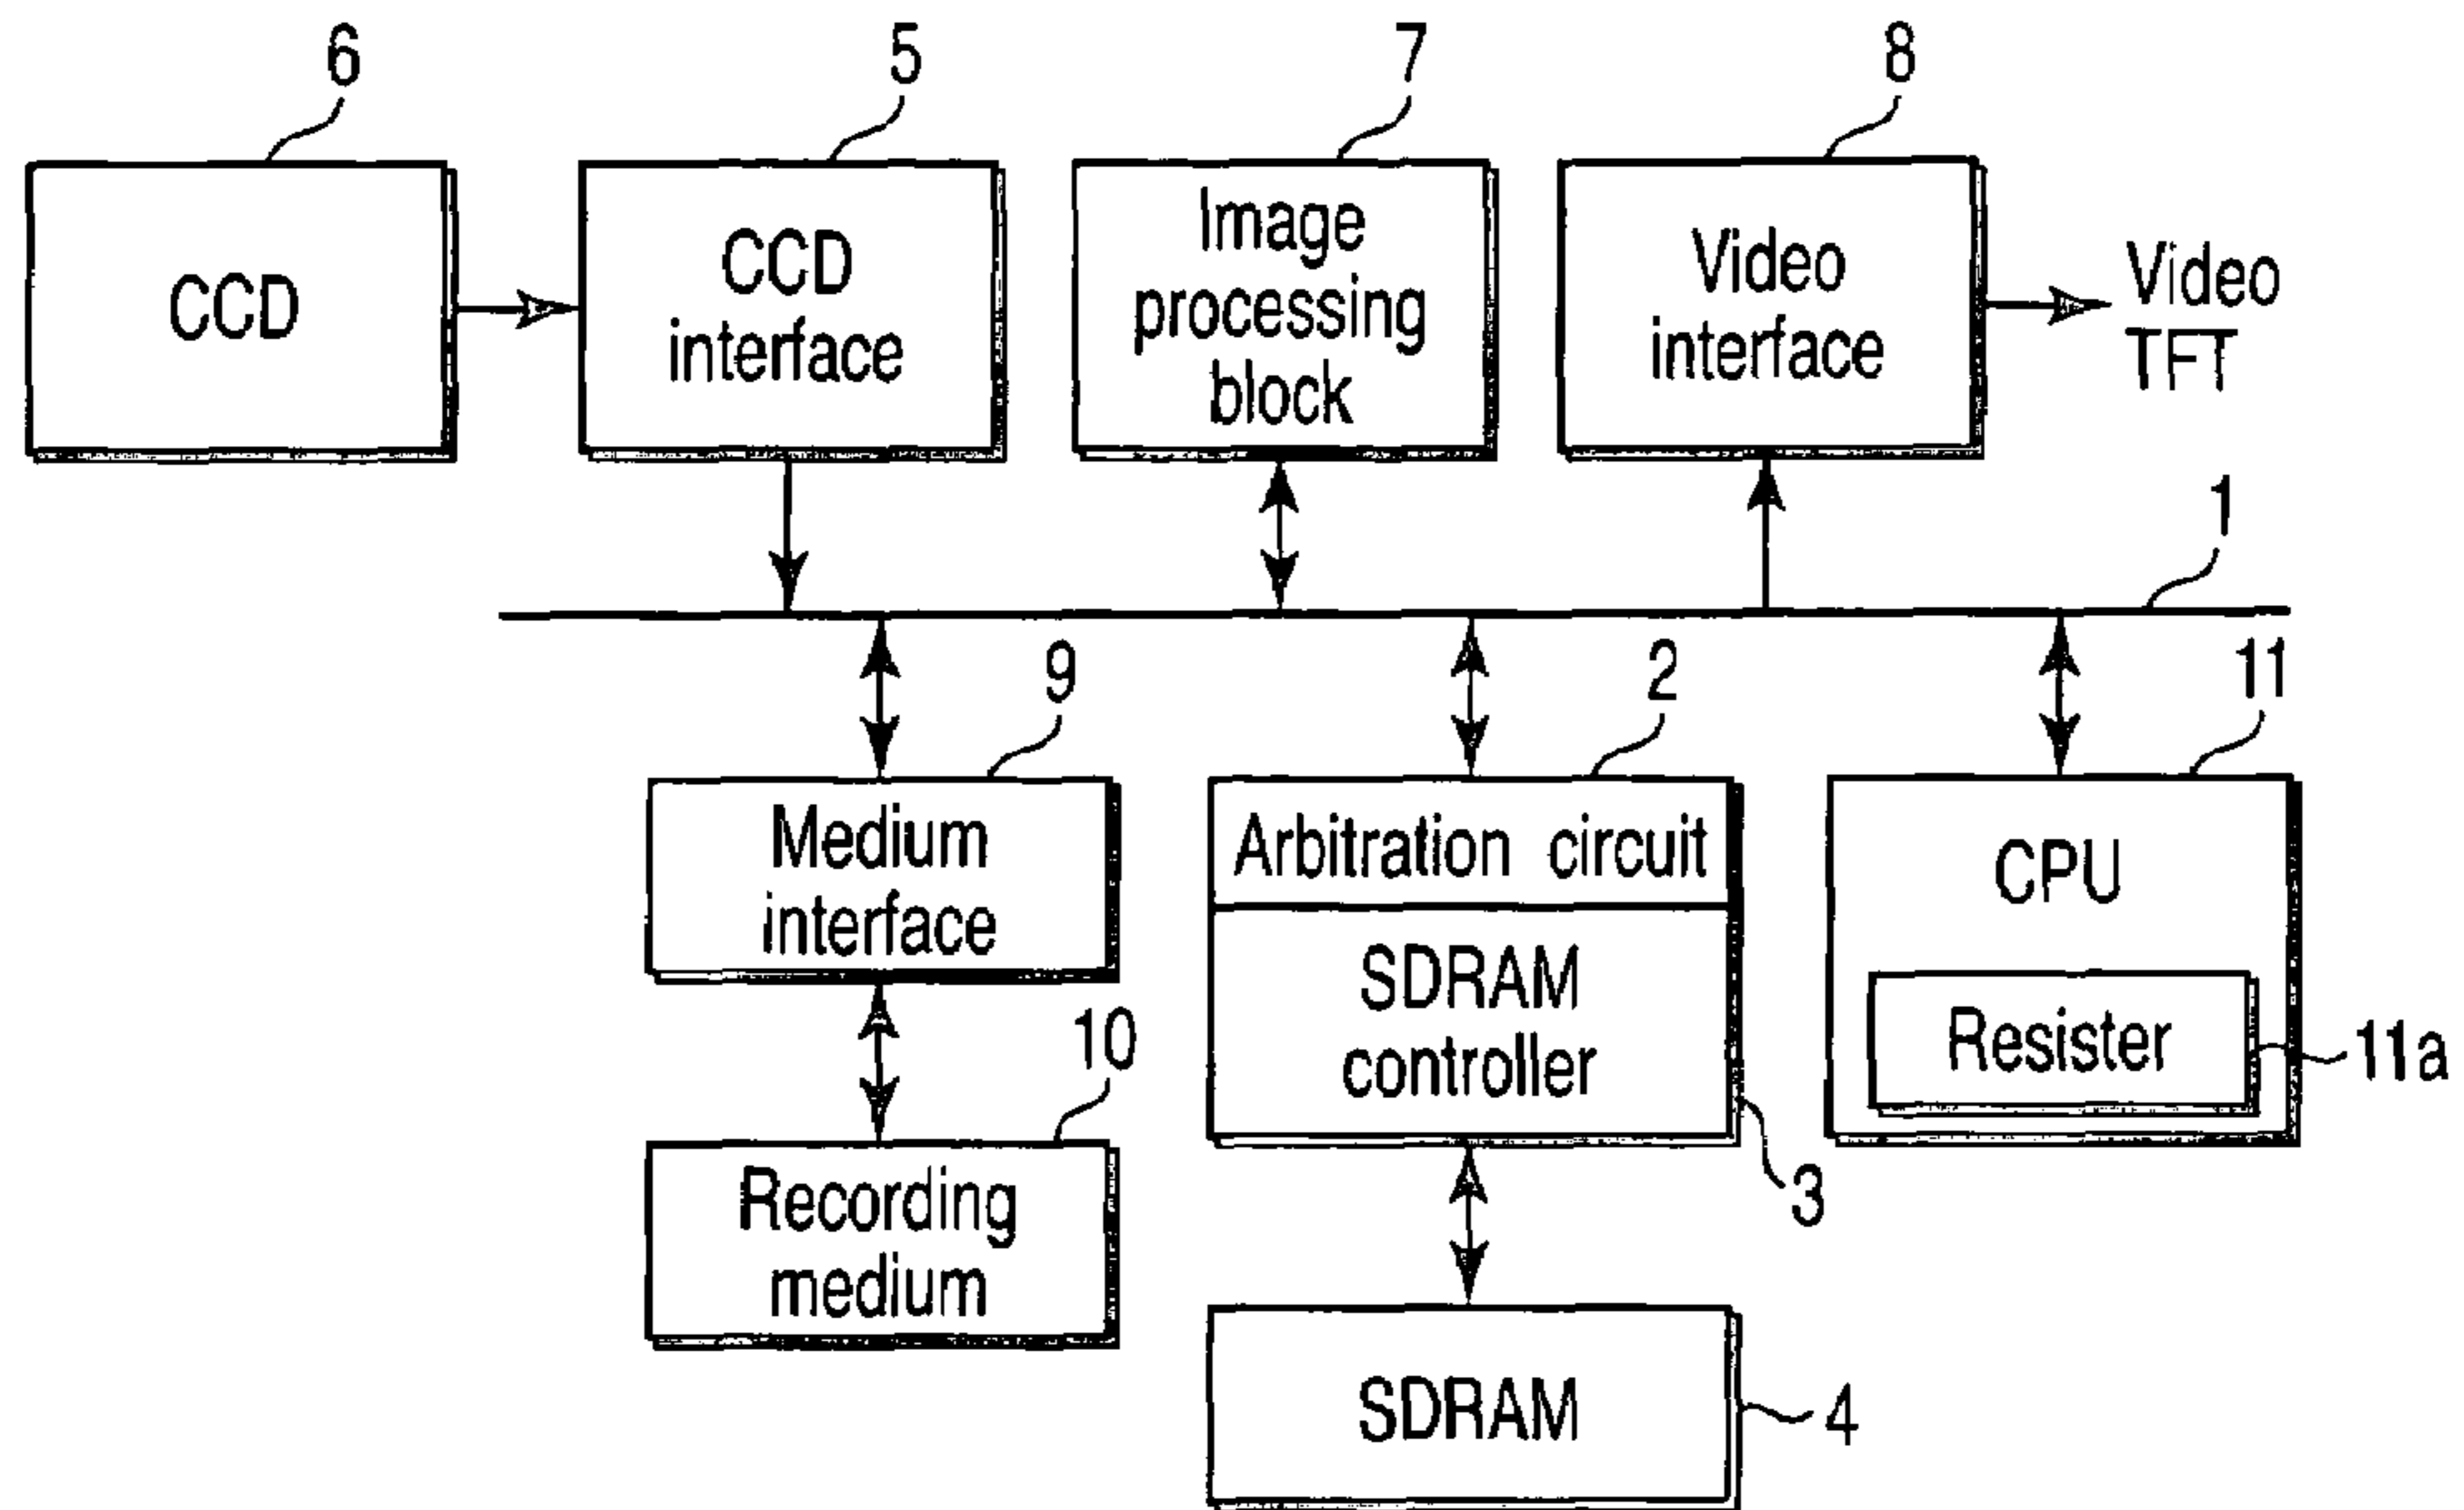 6
5
7
8
CCD
CCD
interface
Image
processing
block
Video
interface
Video
TFT
1
9
2
11
Medium
interface
Arbitration circuit
SDRAM
controller
CPU
Resister
11a
10
3
Recording
medium
SDRAM
4